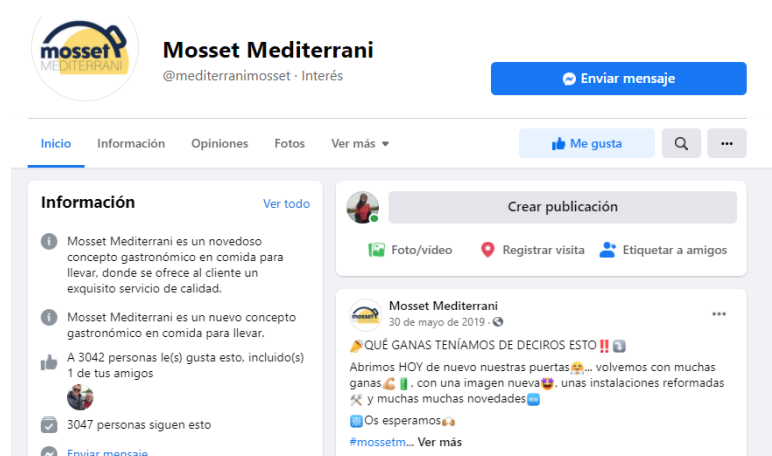 mosset
MEDITERRANI
Mosset Mediterrani
@mediterranimosset · Interés
Enviar mensaje
Inicio
Información
Opiniones
Fotos
Ver más
Me gusta
Información
Ver todo
Mosset Mediterrani es un novedoso
concepto gastronómico en comida para
llevar, donde se ofrece al cliente un
exquisito servicio de calidad.
Mosset Mediterrani es un nuevo concepto
gastronómico en comida para llevar.
A 3042 personas le(s) gusta esto, incluido(s)
1 de tus amigos
3047 personas siguen esto
Enviar mensaje
Crear publicación
Foto/vídeo
Registrar visita
Etiquetar a amigos
mosset
Mosset Mediterrani
30 de mayo de 2019 ·
🎉QUÉ GANAS TENÍAMOS DE DECIROS ESTO‼️⤵️
Abrimos HOY de nuevo nuestras puertas🤗... volvemos con muchas
ganas💪🔋, con una imagen nueva😍, unas instalaciones reformadas
🛠 y muchas muchas novedades🆕
❇️Os esperamos🙌
#mossetm... Ver más